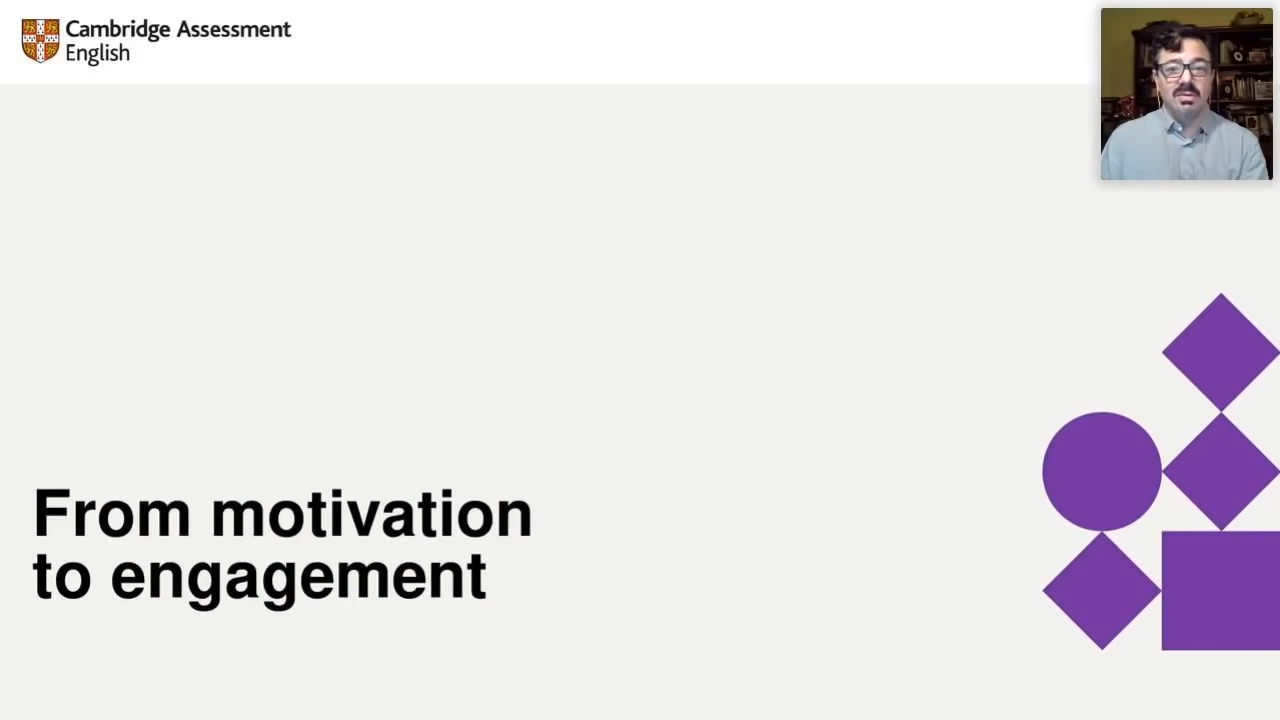 Cambridge Assessment
English
From motivation
to engagement